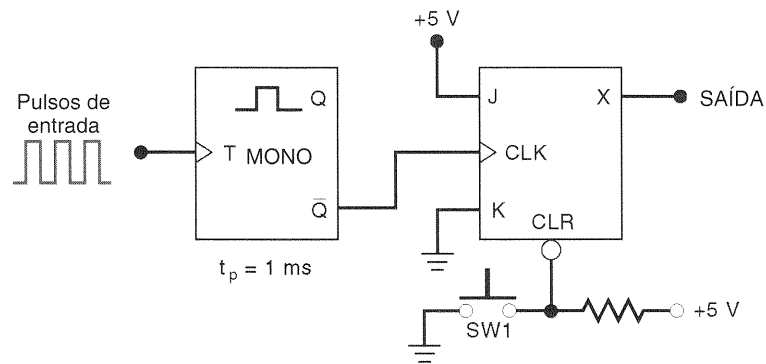 +5 V
Pulsos de
entrada
T MONO
Q
Q̅
t_p = 1 ms
J
X
SAÍDA
CLK
K
CLR
SW1
+5 V